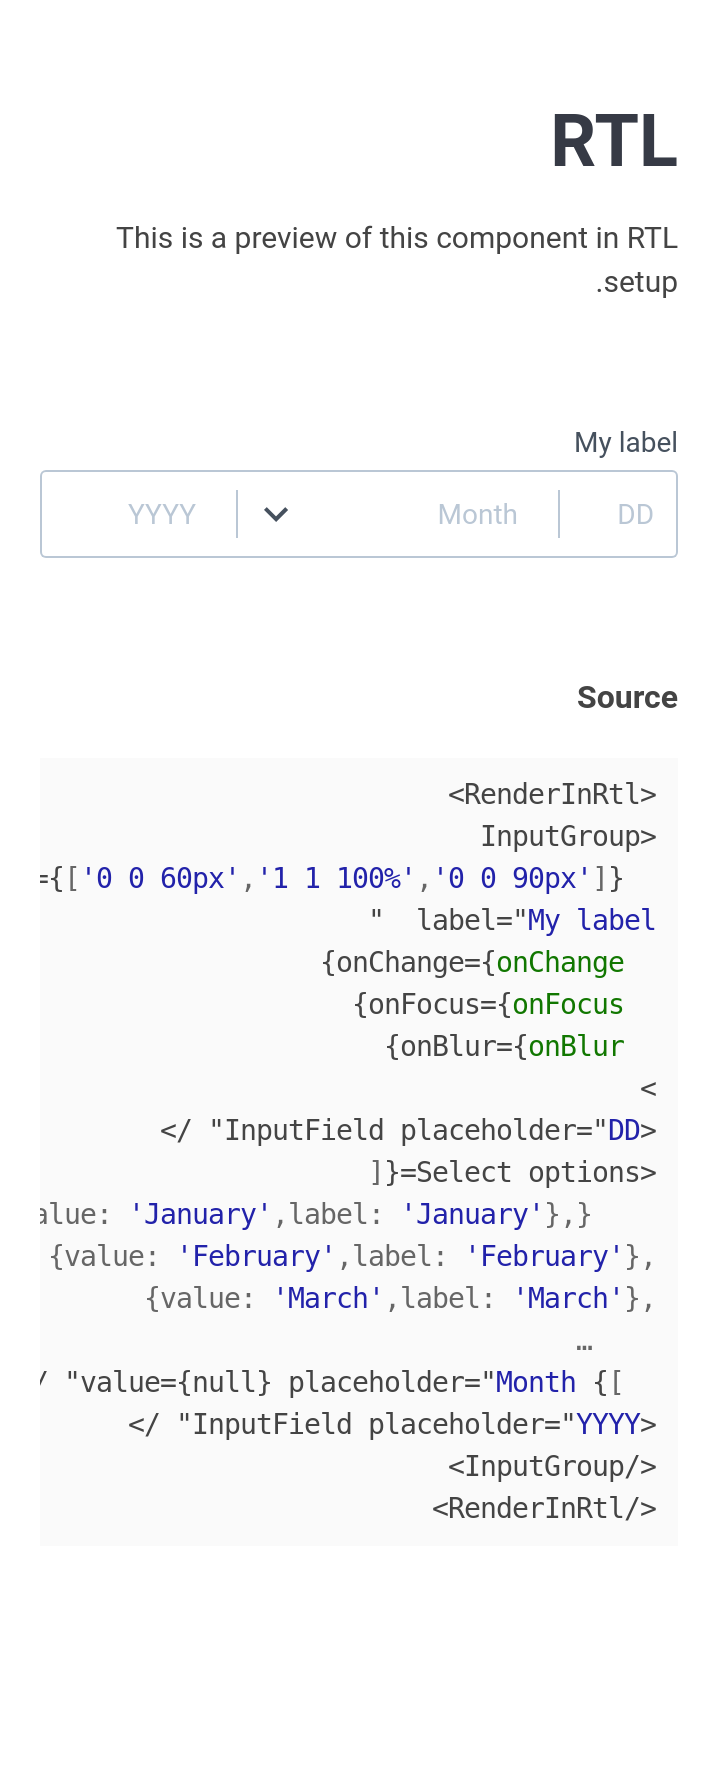 RTL
This is a preview of this component in RTL
.setup
My label
YYYY Month DD
Source
<RenderInRtl>
InputGroup>
={['0 0 60px','1 1 100%','0 0 90px']}
"  label="My label
{onChange={onChange
{onFocus={onFocus
{onBlur={onBlur
<
</ "InputField placeholder="DD>
]}=Select options>
alue: 'January',label: 'January'},}
{value: 'February',label: 'February'},
{value: 'March',label: 'March'},
…
/ "value={null} placeholder="Month {[
</ "InputField placeholder="YYYY>
<InputGroup/>
<RenderInRtl/>